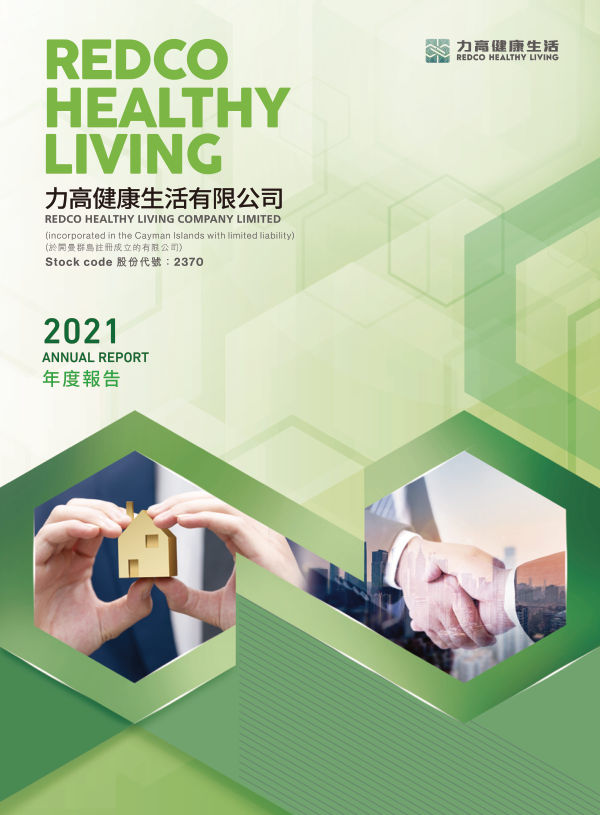 REDCO
HEALTHY
LIVING
力高健康生活
REDCO HEALTHY LIVING
力高健康生活有限公司
REDCO HEALTHY LIVING COMPANY LIMITED
(incorporated in the Cayman Islands with limited liability)
(於開曼群島註冊成立的有限公司)
Stock code 股份代號：2370
2021
ANNUAL REPORT
年度報告